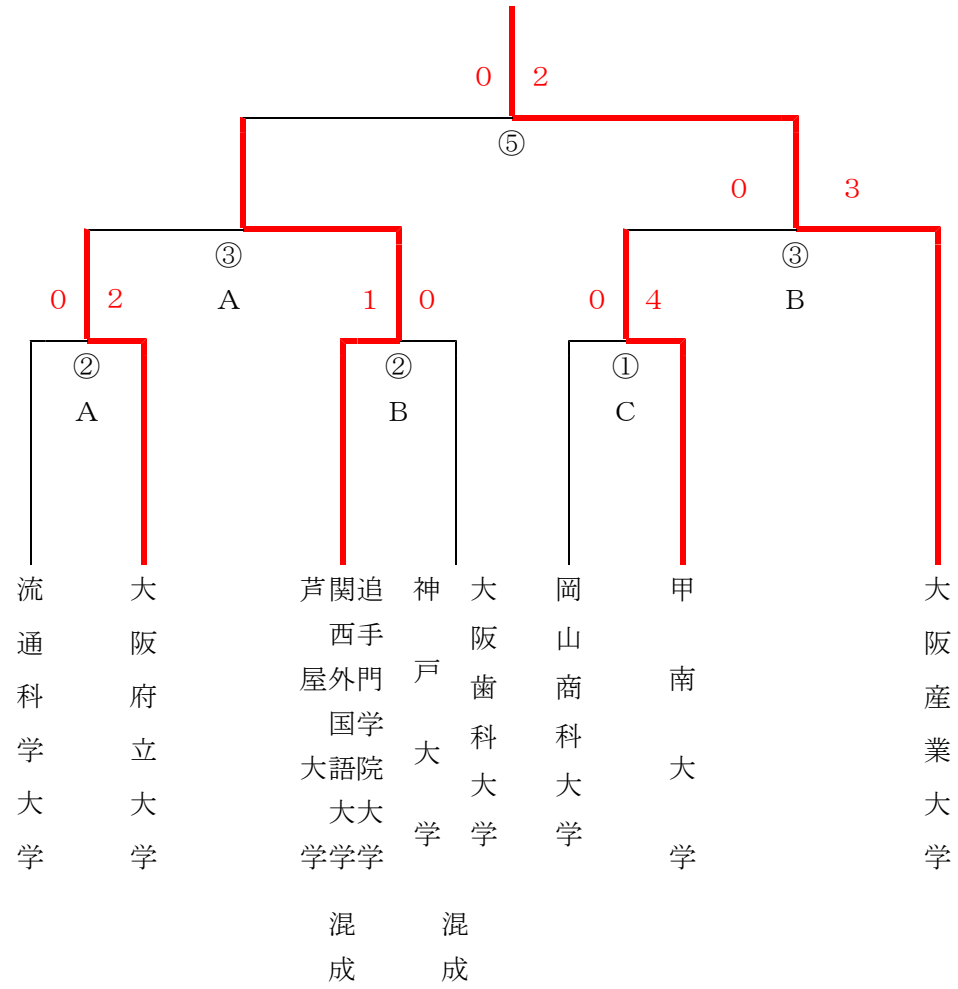 ０ ２
⑤
０ ３
③ ③
Ａ Ｂ
０ ２ １ ０ ０ ４
② ② ①
Ａ Ｂ Ｃ
流通科学大学
大阪府立大学
芦屋大学
関西外国語大学
追手門学院大学
混成
神戸大学
大阪歯科大学
混成
岡山商科大学
甲南大学
大阪産業大学